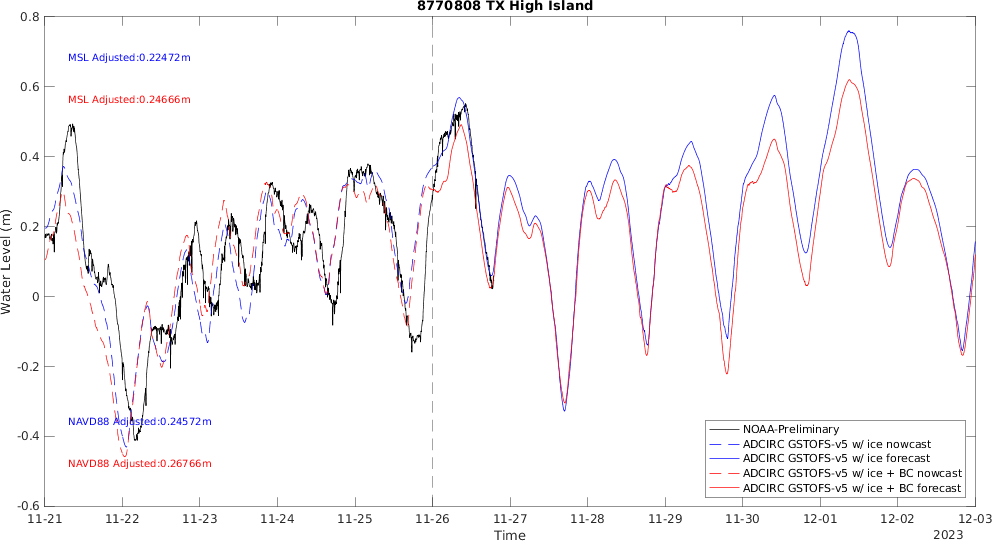 8770808 TX High Island
0.8
0.6
0.4
0.2
0
-0.2
-0.4
-0.6
Water Level (m)
MSL Adjusted:0.22472m
MSL Adjusted:0.24666m
NAVD88 Adjusted:0.24572m
NAVD88 Adjusted:0.26766m
NOAA-Preliminary
ADCIRC GSTOFS-v5 w/ ice nowcast
ADCIRC GSTOFS-v5 w/ ice forecast
ADCIRC GSTOFS-v5 w/ ice + BC nowcast
ADCIRC GSTOFS-v5 w/ ice + BC forecast
11-21 11-22 11-23 11-24 11-25 11-26 11-27 11-28 11-29 11-30 12-01 12-02 12-03
Time
2023